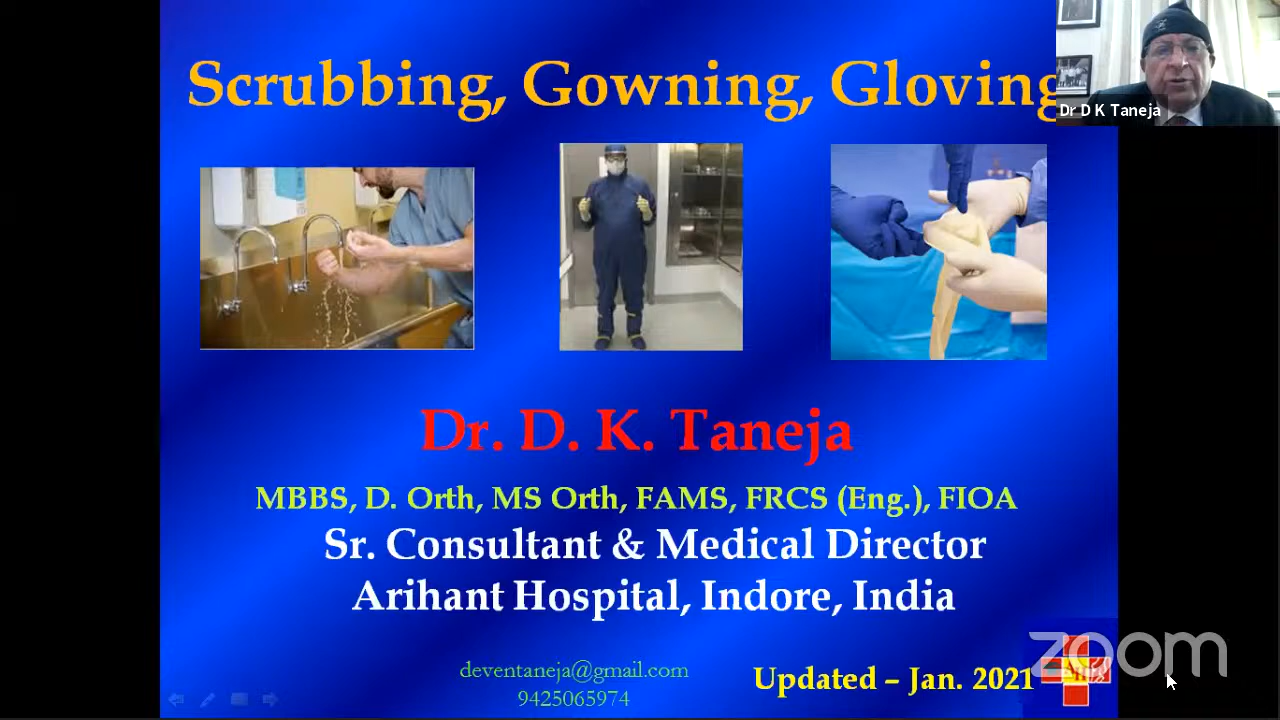 Scrubbing, Gowning, Gloving
Dr D K Taneja
Dr. D. K. Taneja
MBBS, D. Orth, MS Orth, FAMS, FRCS (Eng.), FIOA
Sr. Consultant & Medical Director
Arihant Hospital, Indore, India
deventaneja@gmail.com
9425065974
Updated – Jan. 2021
zoom